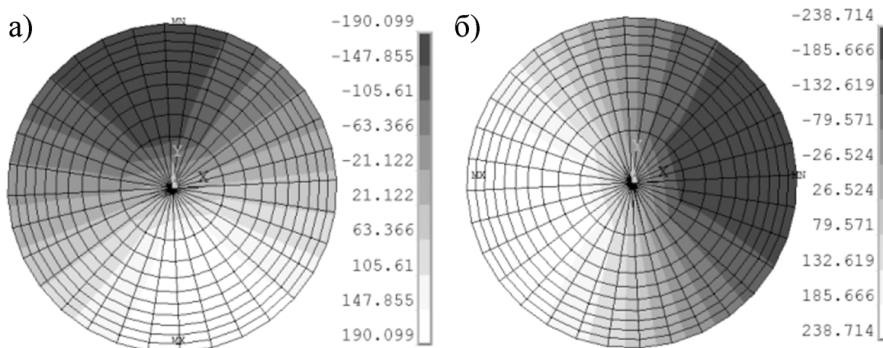 а)
MN
Y
X
MX
-190.099
-147.855
-105.61
-63.366
-21.122
21.122
63.366
105.61
147.855
190.099
б)
Y
MX
X
MN
-238.714
-185.666
-132.619
-79.571
-26.524
26.524
79.571
132.619
185.666
238.714